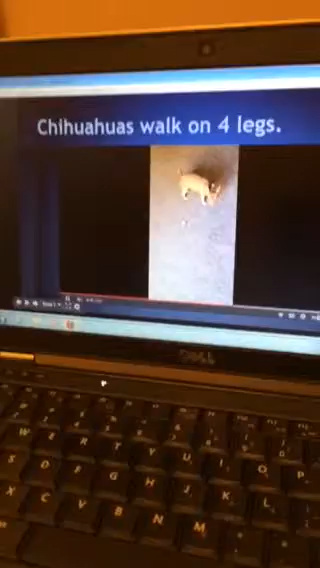 Chihuahuas walk on 4 legs.
DELL
W E R T Y U I O P
S D F G H J K L
X C V B N M